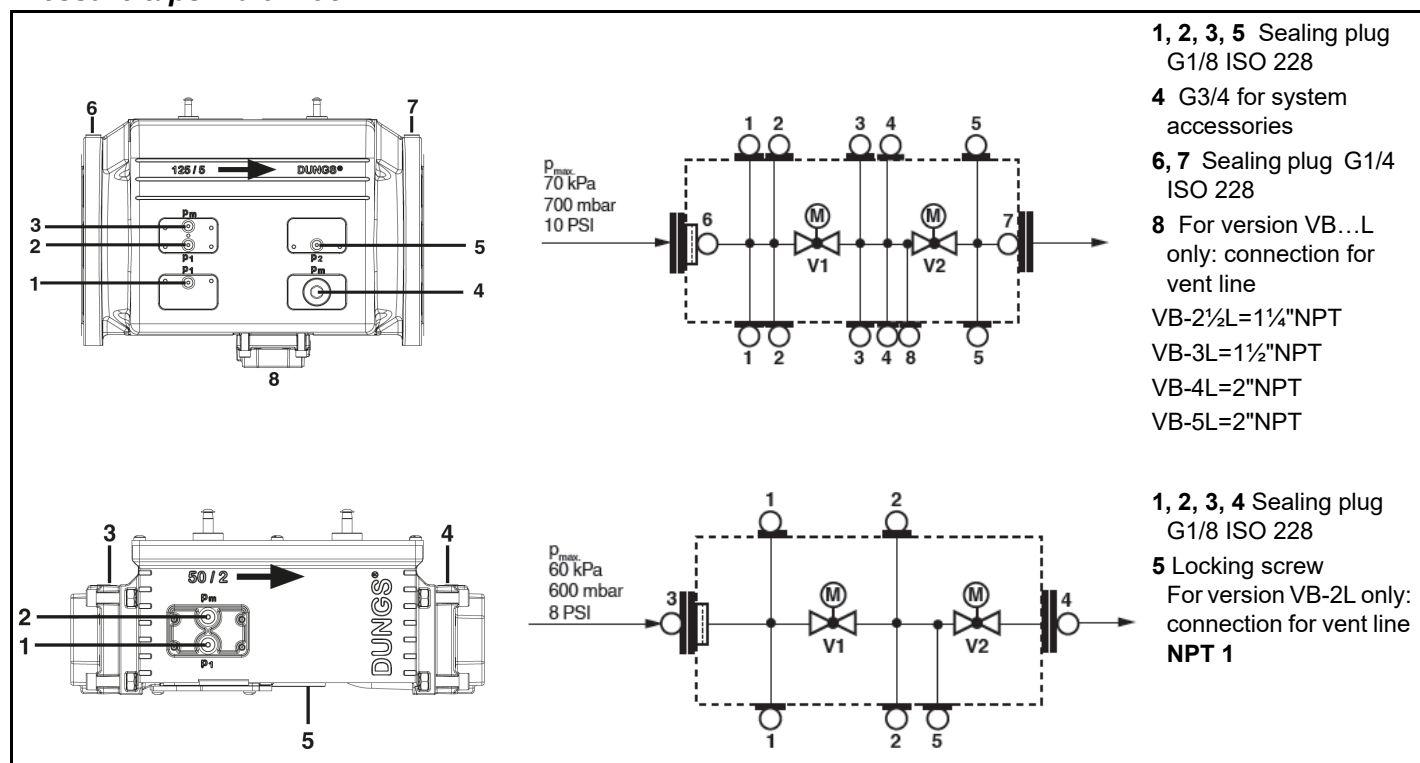 1, 2, 3, 5 Sealing plug
G1/8 ISO 228
4 G3/4 for system
accessories
6, 7 Sealing plug G1/4
ISO 228
8 For version VB…L
only: connection for
vent line
VB-2½L=1¼"NPT
VB-3L=1½"NPT
VB-4L=2"NPT
VB-5L=2"NPT
6 7
125 / 5 DUNGS®
Pm
3
2
P1
P1
1
5
P2
Pm
4
8
Pmax.
70 kPa
700 mbar
10 PSI
1 2 3 4 5
6 M M 7
V1 V2
1 2 3 4 8 5
3 4
50 / 2
DUNGS®
Pm
2
1
P1
5
Pmax.
60 kPa
600 mbar
8 PSI
1 2
3 M M 4
V1 V2
1 2 5
1, 2, 3, 4 Sealing plug
G1/8 ISO 228
5 Locking screw
For version VB-2L only:
connection for vent line
NPT 1